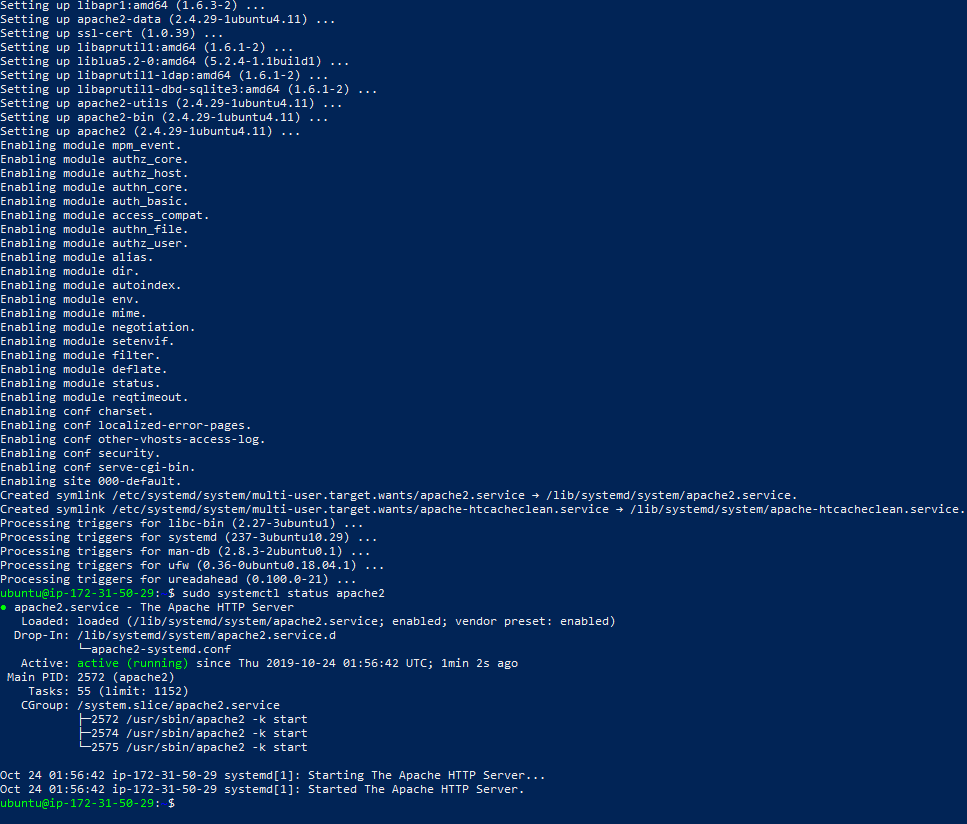 Setting up libapr1:amd64 (1.6.3-2) ...
Setting up apache2-data (2.4.29-1ubuntu4.11) ...
Setting up ssl-cert (1.0.39) ...
Setting up libaprutil1:amd64 (1.6.1-2) ...
Setting up liblua5.2-0:amd64 (5.2.4-1.1build1) ...
Setting up libaprutil1-ldap:amd64 (1.6.1-2) ...
Setting up libaprutil1-dbd-sqlite3:amd64 (1.6.1-2) ...
Setting up apache2-utils (2.4.29-1ubuntu4.11) ...
Setting up apache2-bin (2.4.29-1ubuntu4.11) ...
Setting up apache2 (2.4.29-1ubuntu4.11) ...
Enabling module mpm_event.
Enabling module authz_core.
Enabling module authz_host.
Enabling module authn_core.
Enabling module auth_basic.
Enabling module access_compat.
Enabling module authn_file.
Enabling module authz_user.
Enabling module alias.
Enabling module dir.
Enabling module autoindex.
Enabling module env.
Enabling module mime.
Enabling module negotiation.
Enabling module setenvif.
Enabling module filter.
Enabling module deflate.
Enabling module status.
Enabling module reqtimeout.
Enabling conf charset.
Enabling conf localized-error-pages.
Enabling conf other-vhosts-access-log.
Enabling conf security.
Enabling conf serve-cgi-bin.
Enabling site 000-default.
Created symlink /etc/systemd/system/multi-user.target.wants/apache2.service → /lib/systemd/system/apache2.service.
Created symlink /etc/systemd/system/multi-user.target.wants/apache-htcacheclean.service → /lib/systemd/system/apache-htcacheclean.service.
Processing triggers for libc-bin (2.27-3ubuntu1) ...
Processing triggers for systemd (237-3ubuntu10.29) ...
Processing triggers for man-db (2.8.3-2ubuntu0.1) ...
Processing triggers for ufw (0.36-0ubuntu0.18.04.1) ...
Processing triggers for ureadahead (0.100.0-21) ...
ubuntu@ip-172-31-50-29: $ sudo systemctl status apache2
● apache2.service - The Apache HTTP Server
   Loaded: loaded (/lib/systemd/system/apache2.service; enabled; vendor preset: enabled)
  Drop-In: /lib/systemd/system/apache2.service.d
           └─apache2-systemd.conf
   Active: active (running) since Thu 2019-10-24 01:56:42 UTC; 1min 2s ago
 Main PID: 2572 (apache2)
    Tasks: 55 (limit: 1152)
   CGroup: /system.slice/apache2.service
           ├─2572 /usr/sbin/apache2 -k start
           ├─2574 /usr/sbin/apache2 -k start
           └─2575 /usr/sbin/apache2 -k start
Oct 24 01:56:42 ip-172-31-50-29 systemd[1]: Starting The Apache HTTP Server...
Oct 24 01:56:42 ip-172-31-50-29 systemd[1]: Started The Apache HTTP Server.
ubuntu@ip-172-31-50-29: $